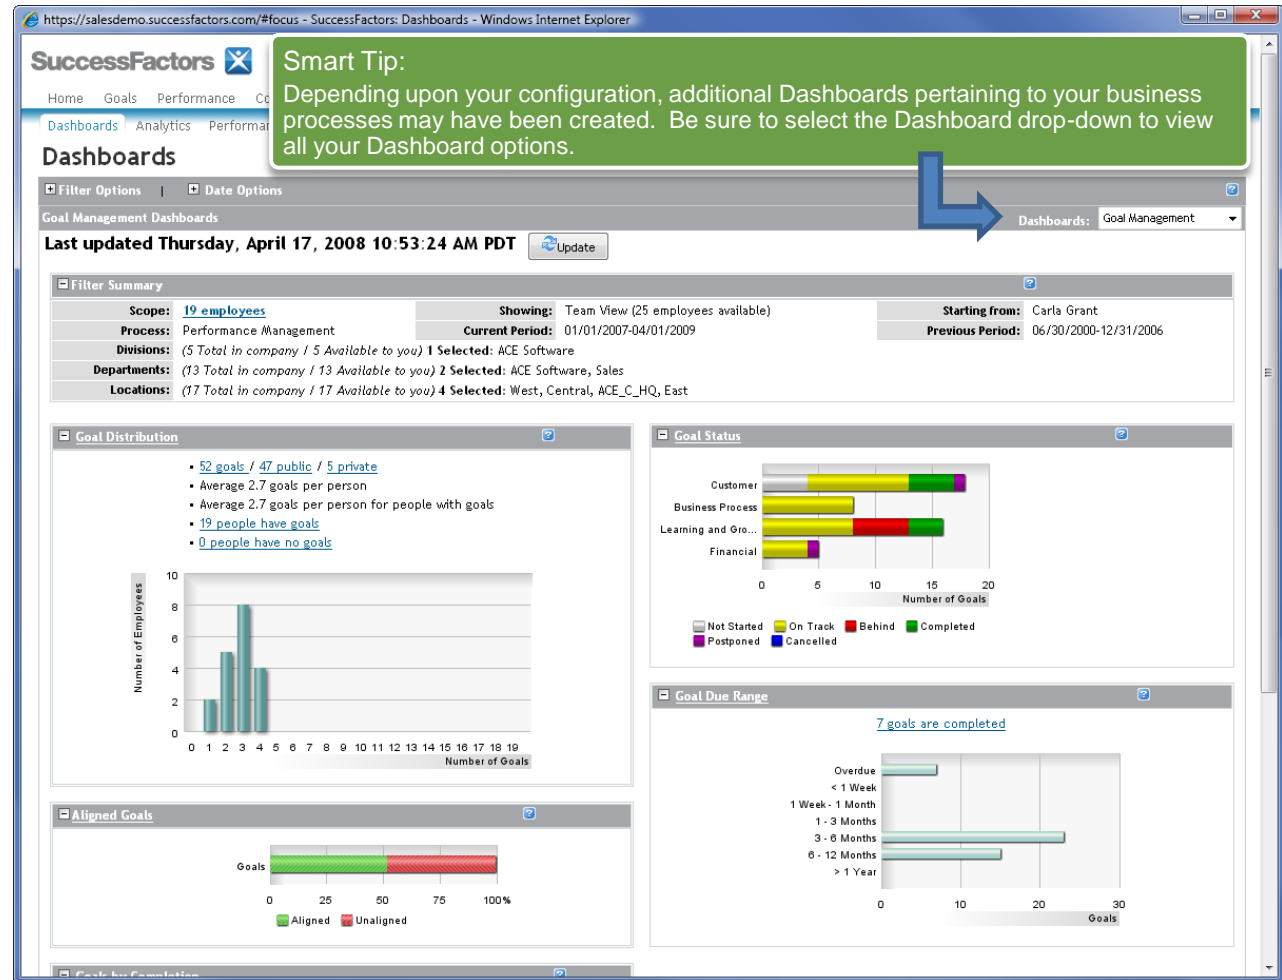 https://salesdemo.successfactors.com/#focus - SuccessFactors: Dashboards - Windows Internet Explorer
SuccessFactors
Smart Tip:
Depending upon your configuration, additional Dashboards pertaining to your business
processes may have been created. Be sure to select the Dashboard drop-down to view
all your Dashboard options.
Home Goals Performance
Dashboards Analytics
Dashboards
Filter Options | Date Options
Goal Management Dashboards
Dashboards: Goal Management
Last updated Thursday, April 17, 2008 10:53:24 AM PDT Update
Filter Summary
Scope: 19 employees Showing: Team View (25 employees available) Starting from: Carla Grant
Process: Performance Management Current Period: 01/01/2007-04/01/2009 Previous Period: 06/30/2000-12/31/2006
Divisions: (5 Total in company / 5 Available to you) 1 Selected: ACE Software
Departments: (13 Total in company / 13 Available to you) 2 Selected: ACE Software, Sales
Locations: (17 Total in company / 17 Available to you) 4 Selected: West, Central, ACE_C_HQ, East
Goal Distribution
52 goals / 47 public / 5 private
Average 2.7 goals per person
Average 2.7 goals per person for people with goals
19 people have goals
0 people have no goals
Number of Employees
10
8
6
4
2
0
0 1 2 3 4 5 6 7 8 9 10 11 12 13 14 15 16 17 18 19
Number of Goals
Aligned Goals
Goals
0 25 50 75 100%
Aligned Unaligned
Goal Status
Customer
Business Process
Learning and Gro...
Financial
0 5 10 15 20
Number of Goals
Not Started On Track Behind Completed
Postponed Cancelled
Goal Due Range
7 goals are completed
Overdue
< 1 Week
1 Week - 1 Month
1 - 3 Months
3 - 6 Months
6 - 12 Months
> 1 Year
0 10 20 30
Goals